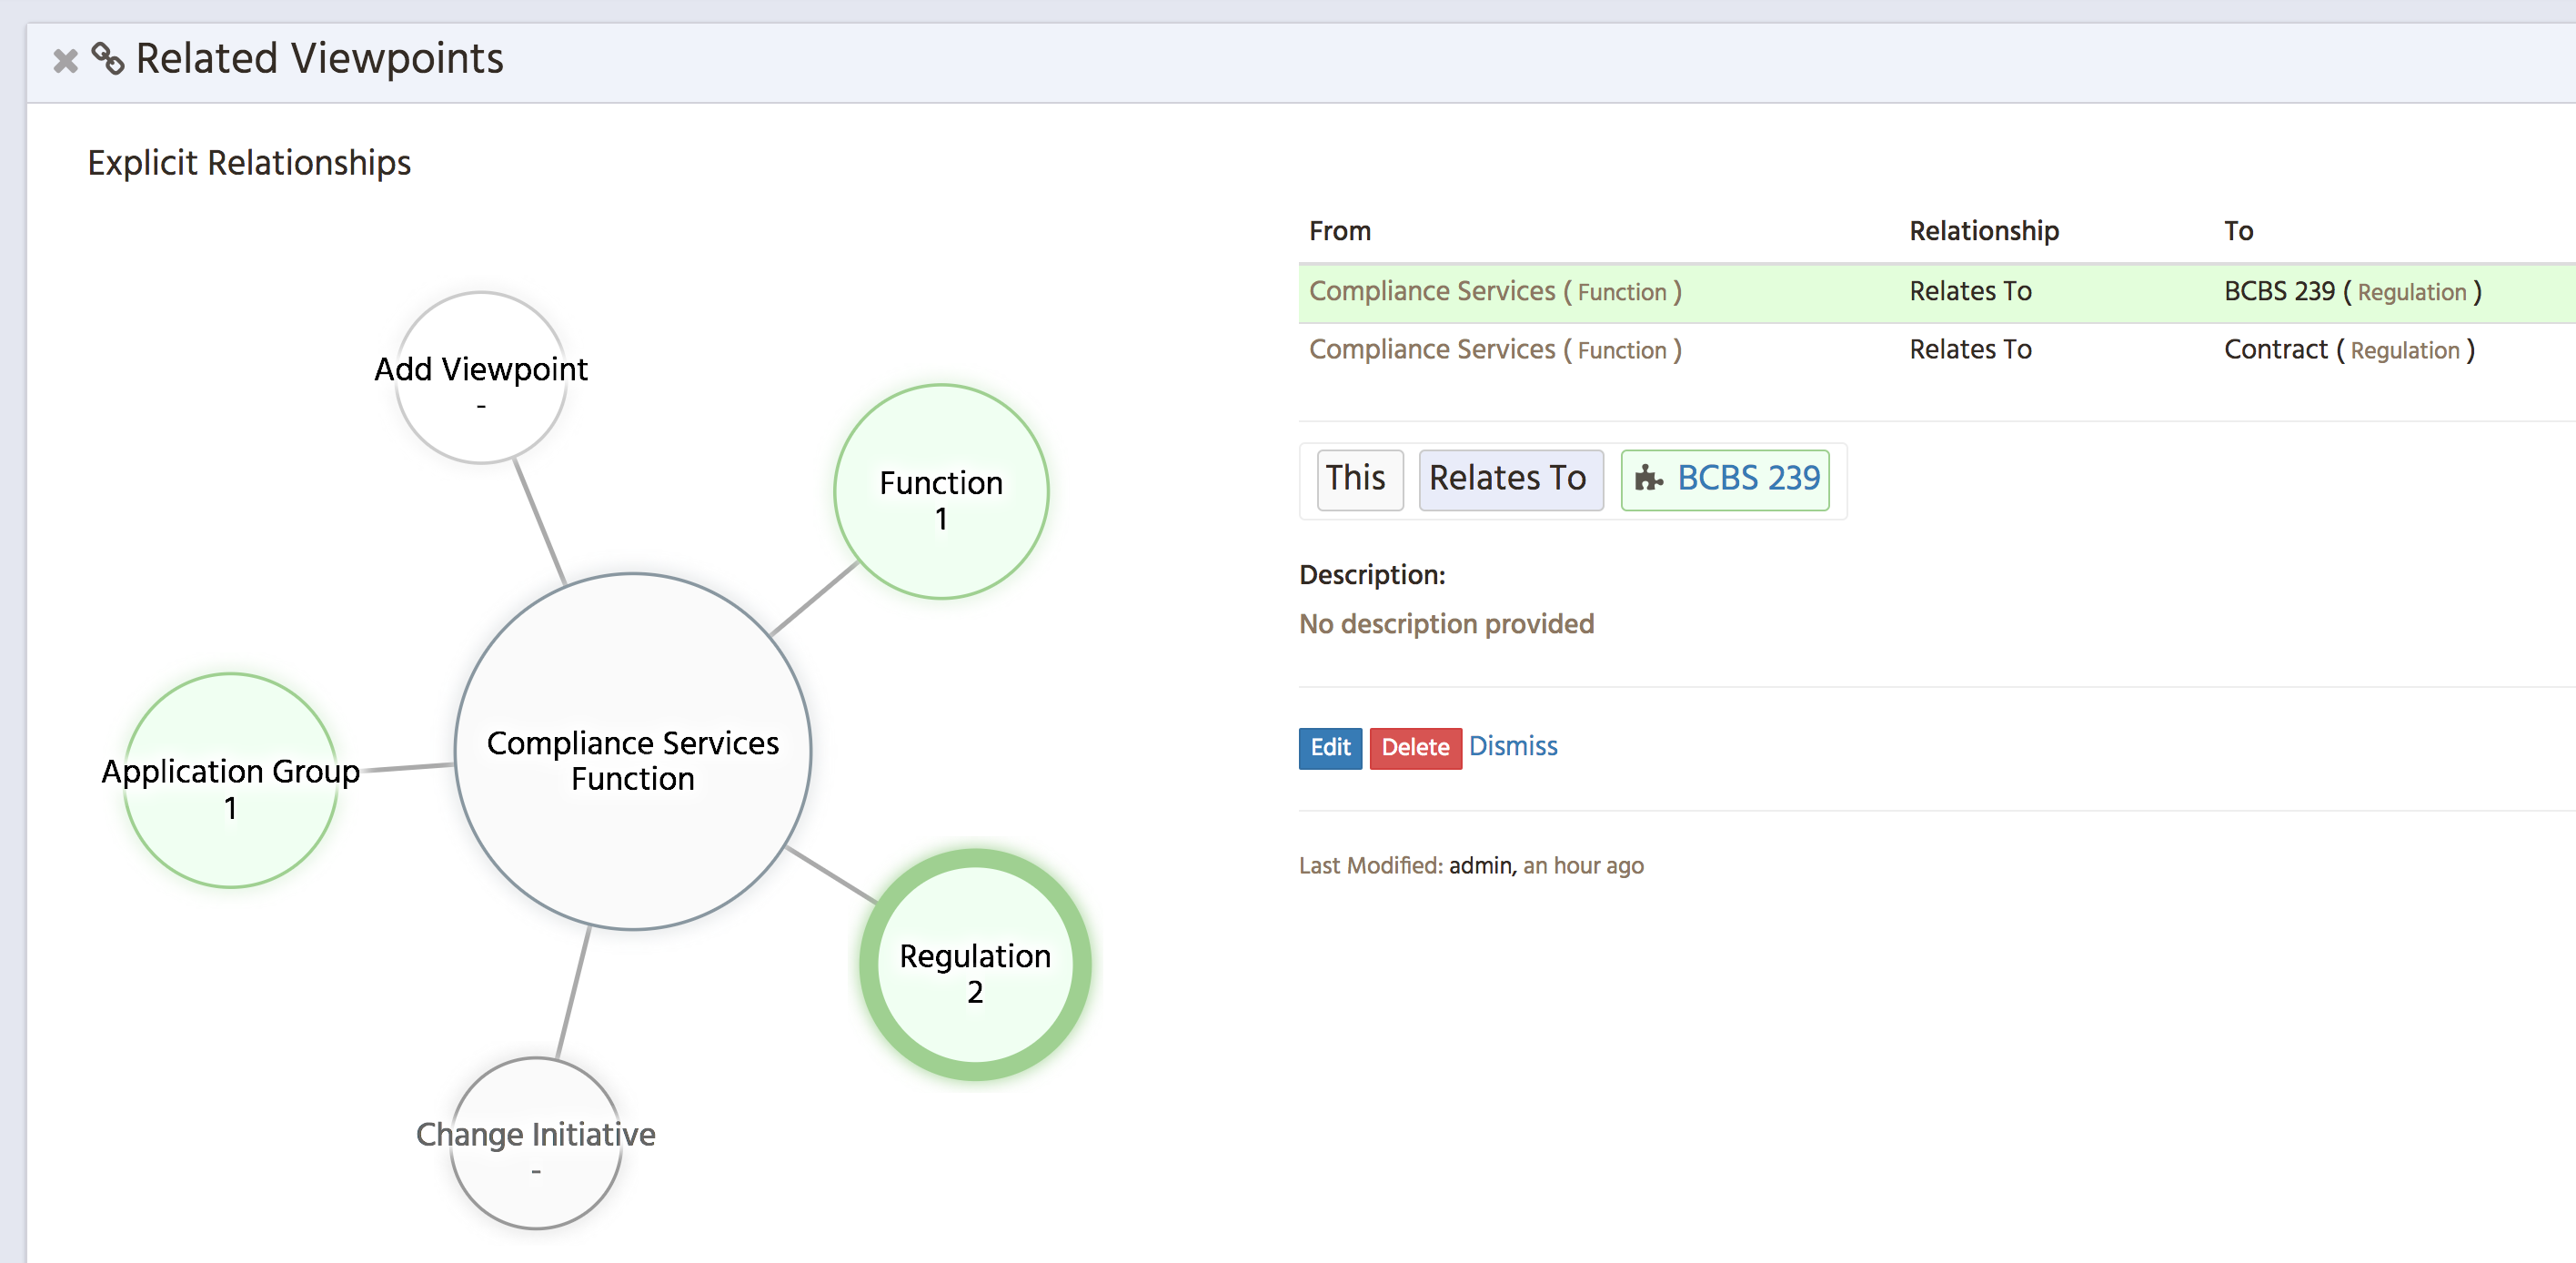 Related Viewpoints
Explicit Relationships
Add Viewpoint
-
Function
1
Compliance Services
Function
Application Group
1
Regulation
2
Change Initiative
-
From Relationship To
Compliance Services ( Function ) Relates To BCBS 239 ( Regulation )
Compliance Services ( Function ) Relates To Contract ( Regulation )
This Relates To BCBS 239
Description:
No description provided
Edit Delete Dismiss
Last Modified: admin, an hour ago